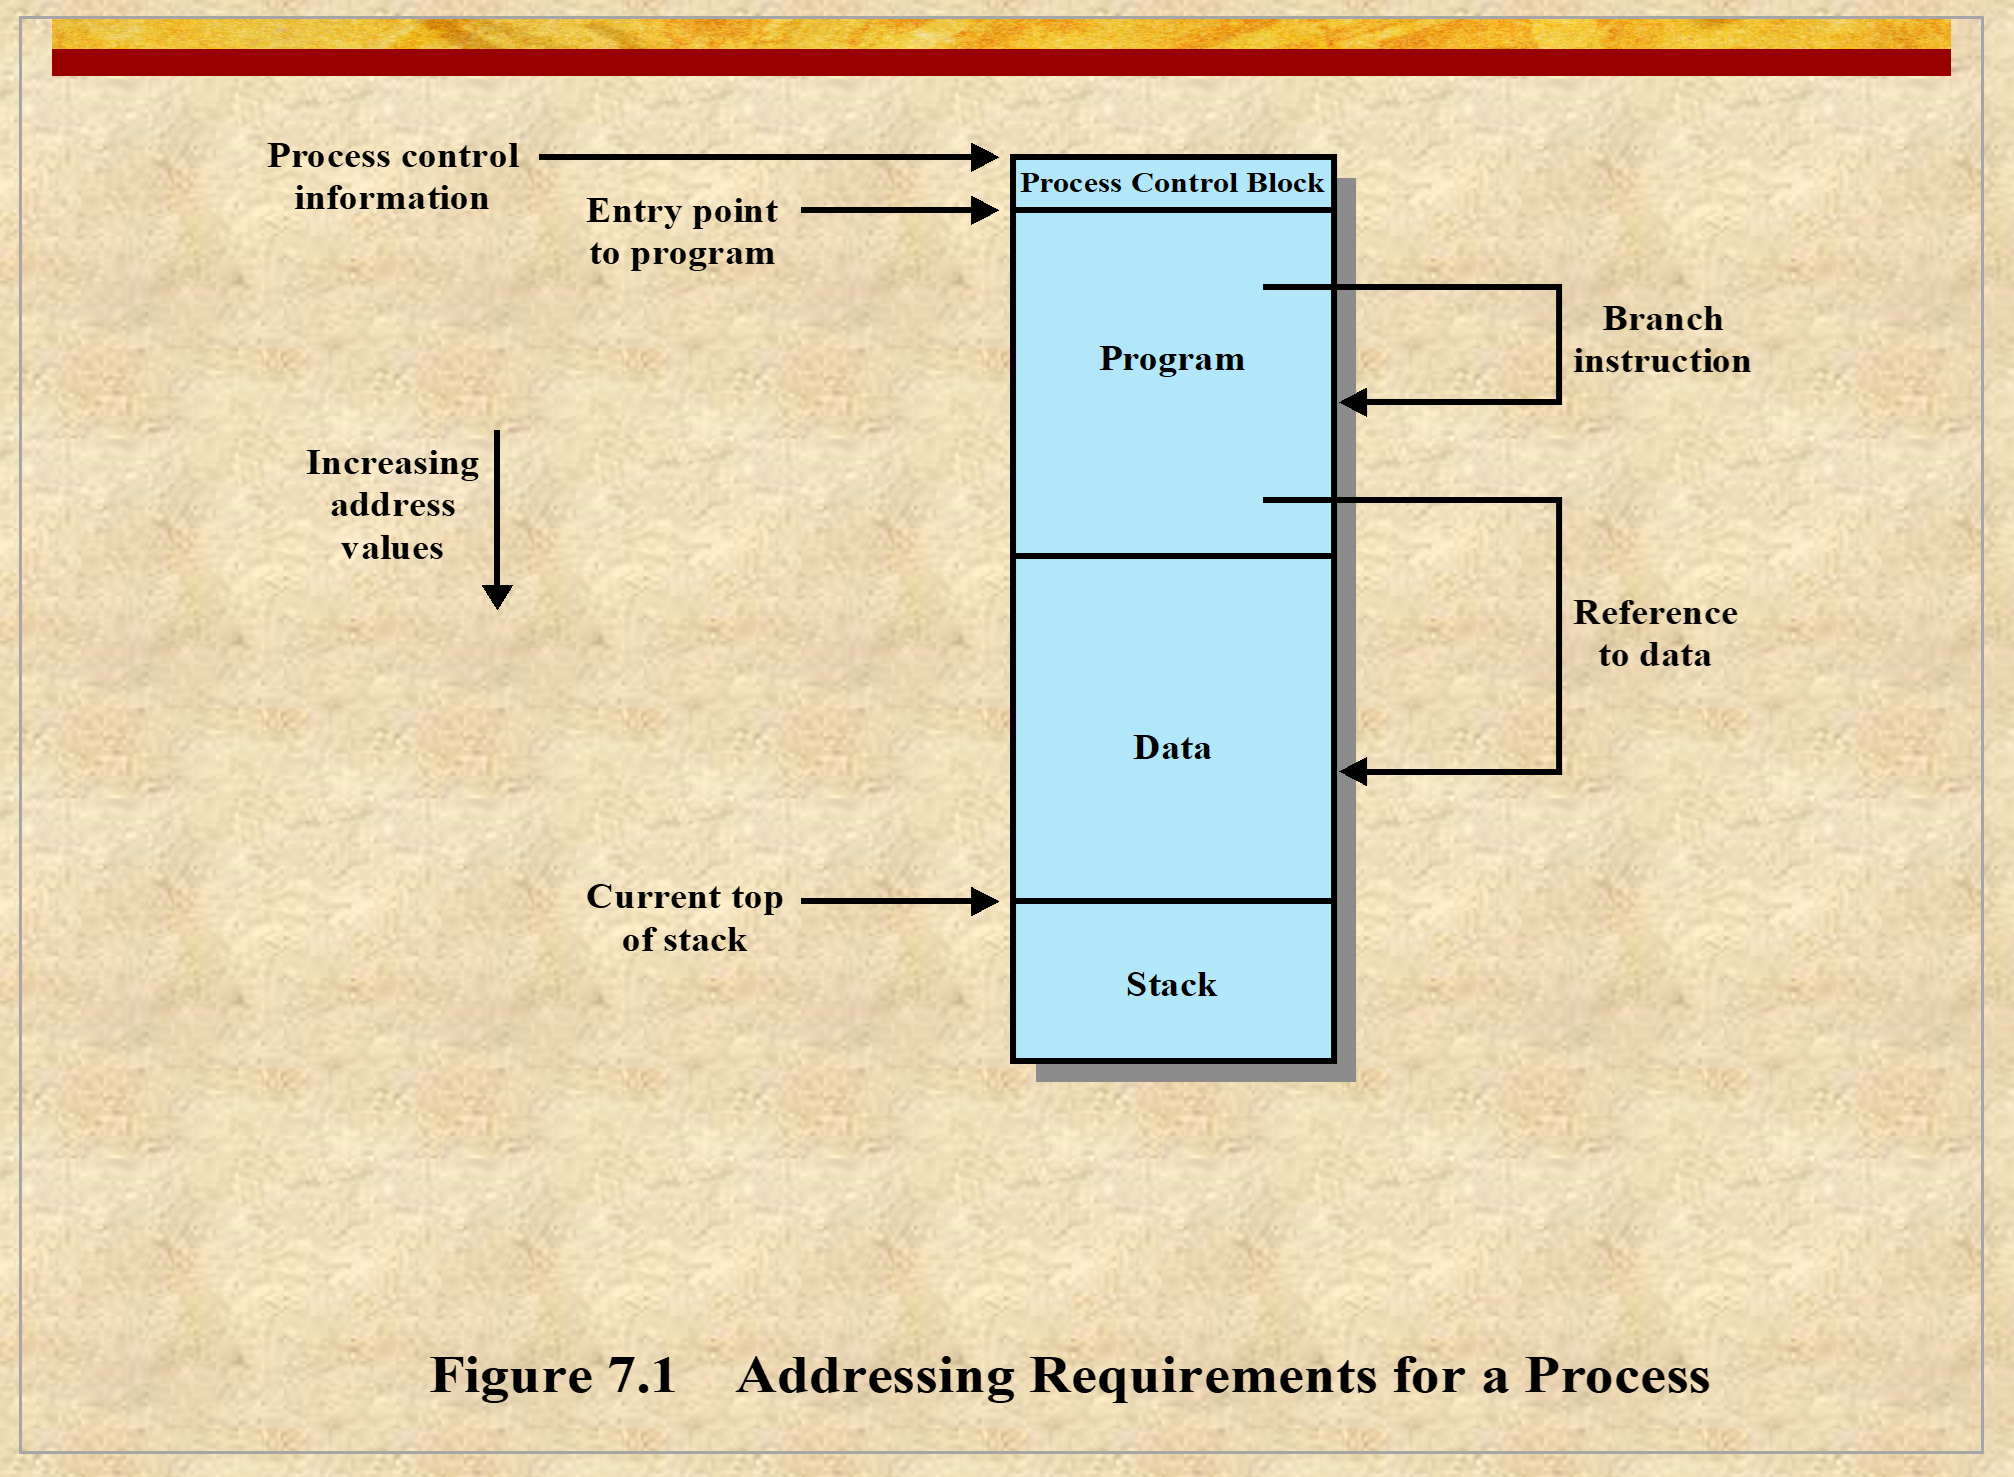 Process control
information
Process Control Block
Entry point
to program
Branch
instruction
Program
Increasing
address
values
Reference
to data
Data
Current top
of stack
Stack
Figure 7.1 Addressing Requirements for a Process